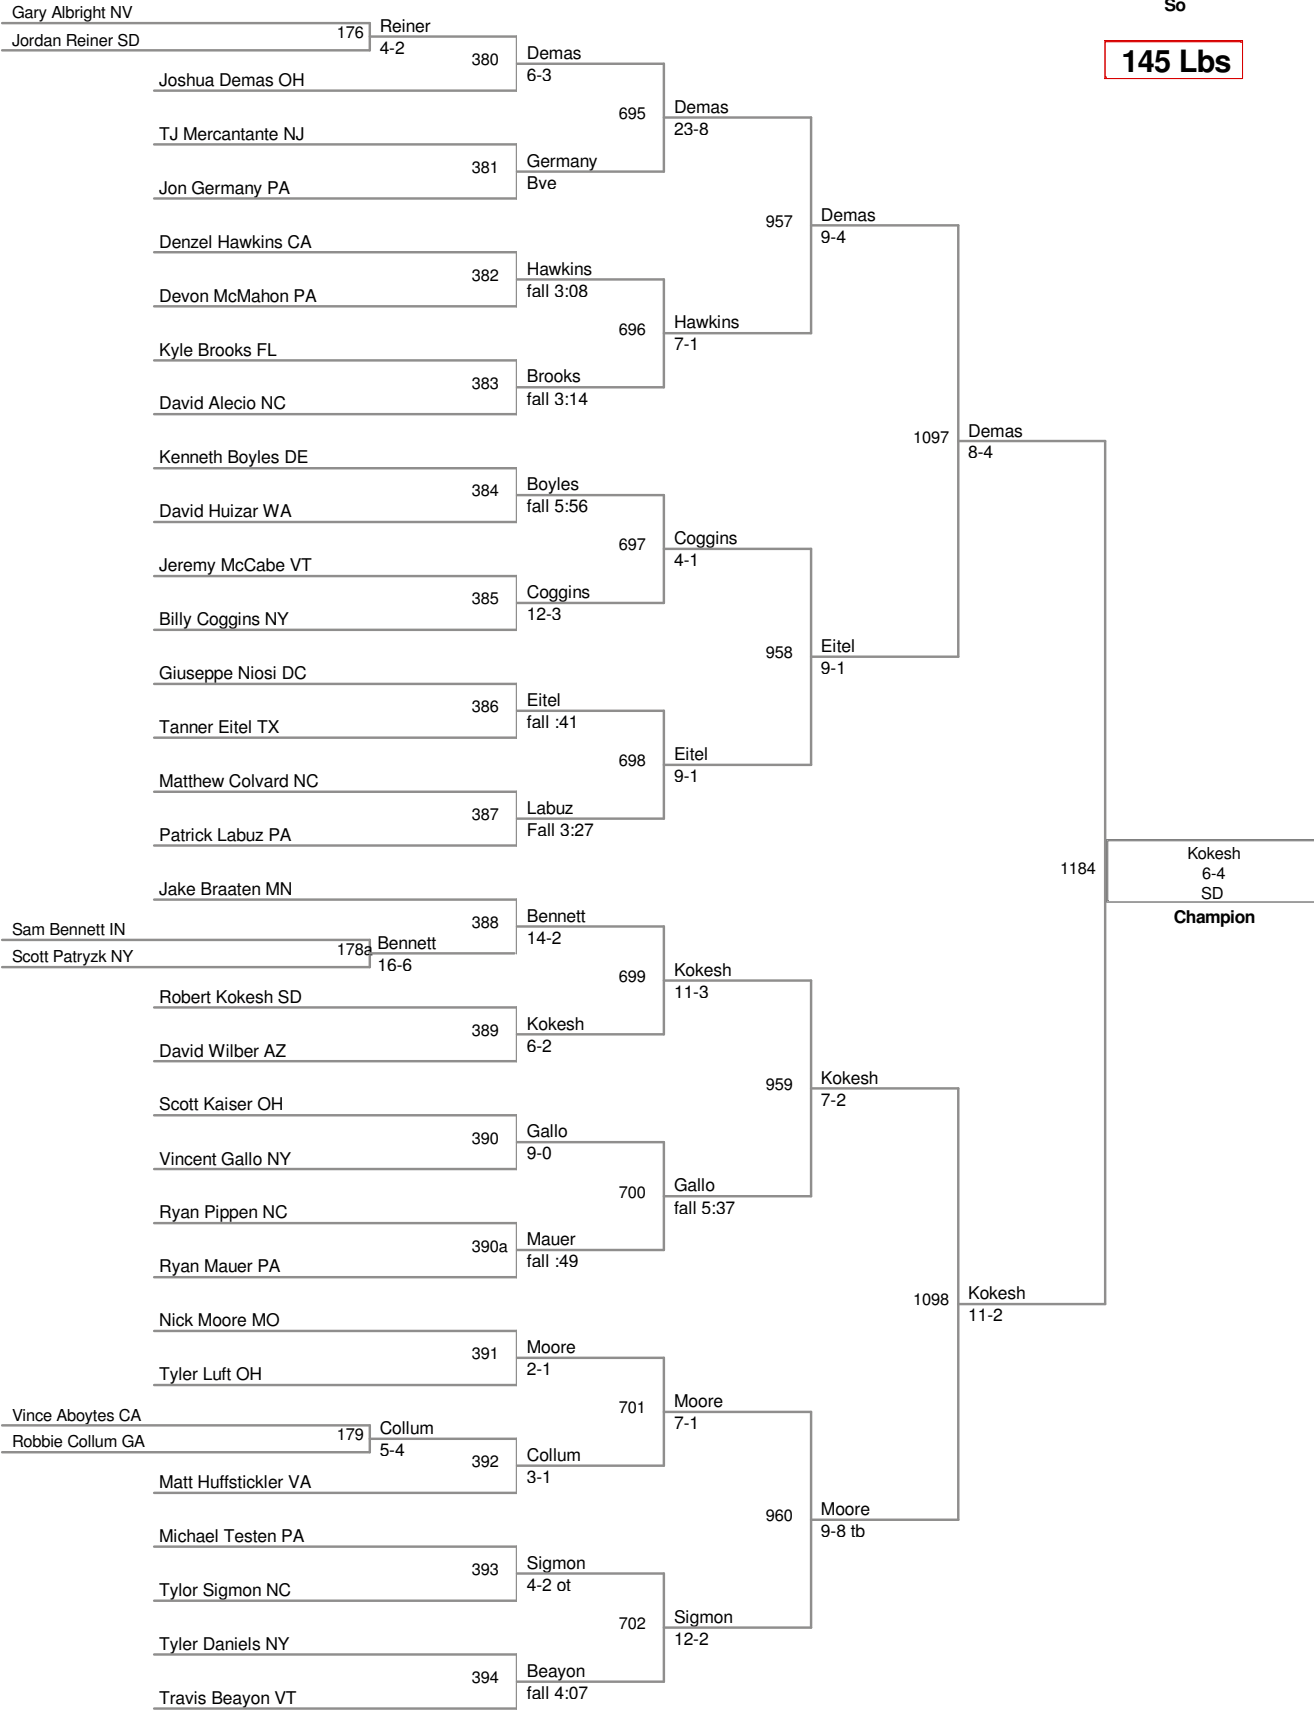 So
145 Lbs
Gary Albright NV
Jordan Reiner SD
176
Reiner
4-2
Joshua Demas OH
380
Demas
6-3
TJ Mercantante NJ
Jon Germany PA
381
Germany
Bye
695
Demas
23-8
Denzel Hawkins CA
Devon McMahon PA
382
Hawkins
fall 3:08
Kyle Brooks FL
David Alecio NC
383
Brooks
fall 3:14
696
Hawkins
7-1
957
Demas
9-4
Kenneth Boyles DE
David Huizar WA
384
Boyles
fall 5:56
Jeremy McCabe VT
Billy Coggins NY
385
Coggins
12-3
697
Coggins
4-1
Giuseppe Niosi DC
Tanner Eitel TX
386
Eitel
fall :41
Matthew Colvard NC
Patrick Labuz PA
387
Labuz
Fall 3:27
698
Eitel
9-1
958
Eitel
9-1
1097
Demas
8-4
Jake Braaten MN
Sam Bennett IN
Scott Patryzk NY
178a
Bennett
16-6
388
Bennett
14-2
Robert Kokesh SD
David Wilber AZ
389
Kokesh
6-2
699
Kokesh
11-3
Scott Kaiser OH
Vincent Gallo NY
390
Gallo
9-0
Ryan Pippen NC
Ryan Mauer PA
390a
Mauer
fall :49
700
Gallo
fall 5:37
959
Kokesh
7-2
Nick Moore MO
Tyler Luft OH
391
Moore
2-1
Vince Aboytes CA
Robbie Collum GA
179
Collum
5-4
Matt Huffstickler VA
392
Collum
3-1
701
Moore
7-1
Michael Testen PA
Tylor Sigmon NC
393
Sigmon
4-2 ot
Tyler Daniels NY
Travis Beayon VT
394
Beayon
fall 4:07
702
Sigmon
12-2
960
Moore
9-8 tb
1098
Kokesh
11-2
1184
Kokesh
6-4
SD
Champion